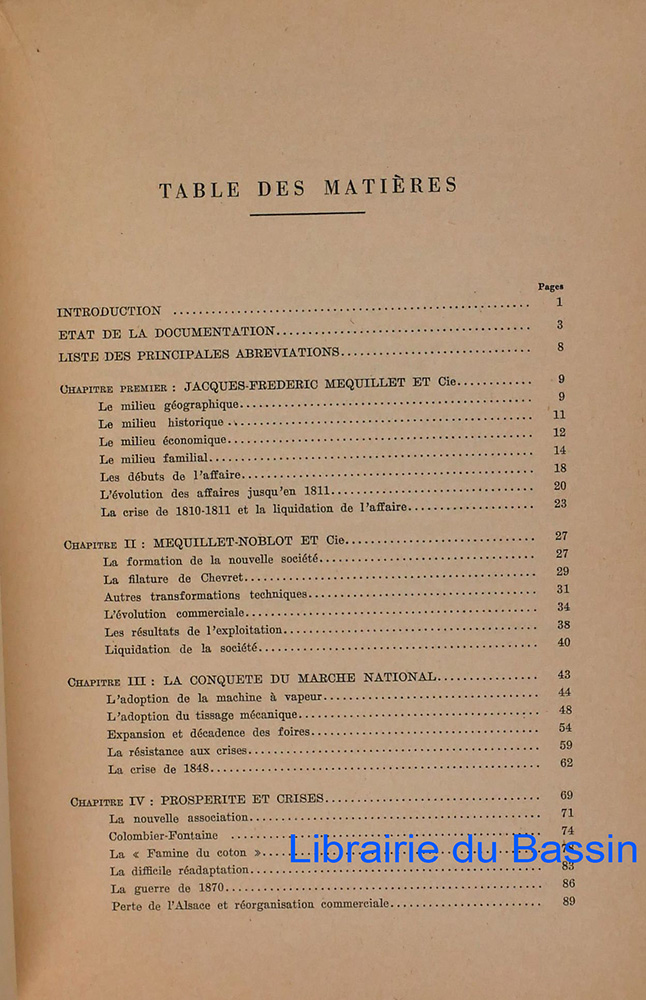 TABLE DES MATIÈRES
Pages
INTRODUCTION 1
ETAT DE LA DOCUMENTATION 3
LISTE DES PRINCIPALES ABREVIATIONS 8
CHAPITRE PREMIER : JACQUES-FREDERIC MEQUILLET ET Cie 9
Le milieu géographique 9
Le milieu historique 11
Le milieu économique 12
Le milieu familial 14
Les débuts de l'affaire 18
L'évolution des affaires jusqu'en 1811 20
La crise de 1810-1811 et la liquidation de l'affaire 23
CHAPITRE II : MEQUILLET-NOBLOT ET Cie 27
La formation de la nouvelle société 27
La filature de Chevret 29
Autres transformations techniques 31
L'évolution commerciale 34
Les résultats de l'exploitation 38
Liquidation de la société 40
CHAPITRE III : LA CONQUETE DU MARCHE NATIONAL 43
L'adoption de la machine à vapeur 44
L'adoption du tissage mécanique 48
Expansion et décadence des foires 54
La résistance aux crises 59
La crise de 1848 62
CHAPITRE IV : PROSPERITE ET CRISES 69
La nouvelle association 71
Colombier-Fontaine 74
La « Famine du coton »
Librairie du Bassin
La difficile réadaptation 83
La guerre de 1870 86
Perte de l'Alsace et réorganisation commerciale 89